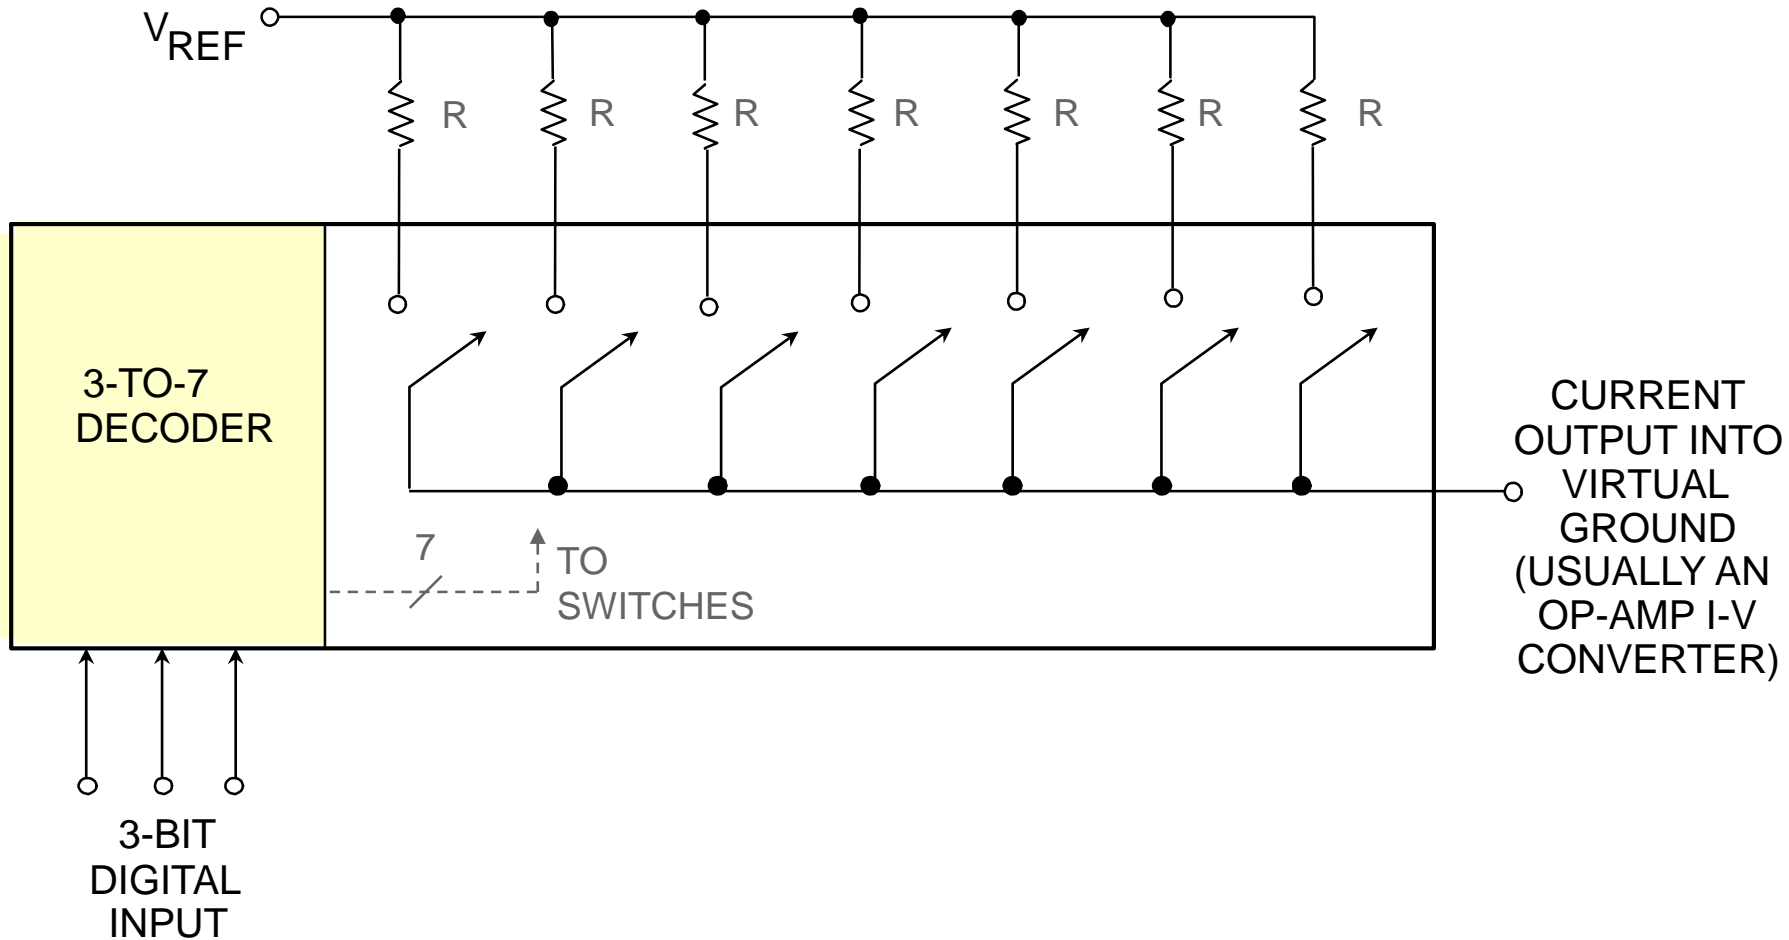 V REF
R R R R R R R
3-TO-7
DECODER
7
TO
SWITCHES
CURRENT
OUTPUT INTO
VIRTUAL
GROUND
(USUALLY AN
OP-AMP I-V
CONVERTER)
3-BIT
DIGITAL
INPUT